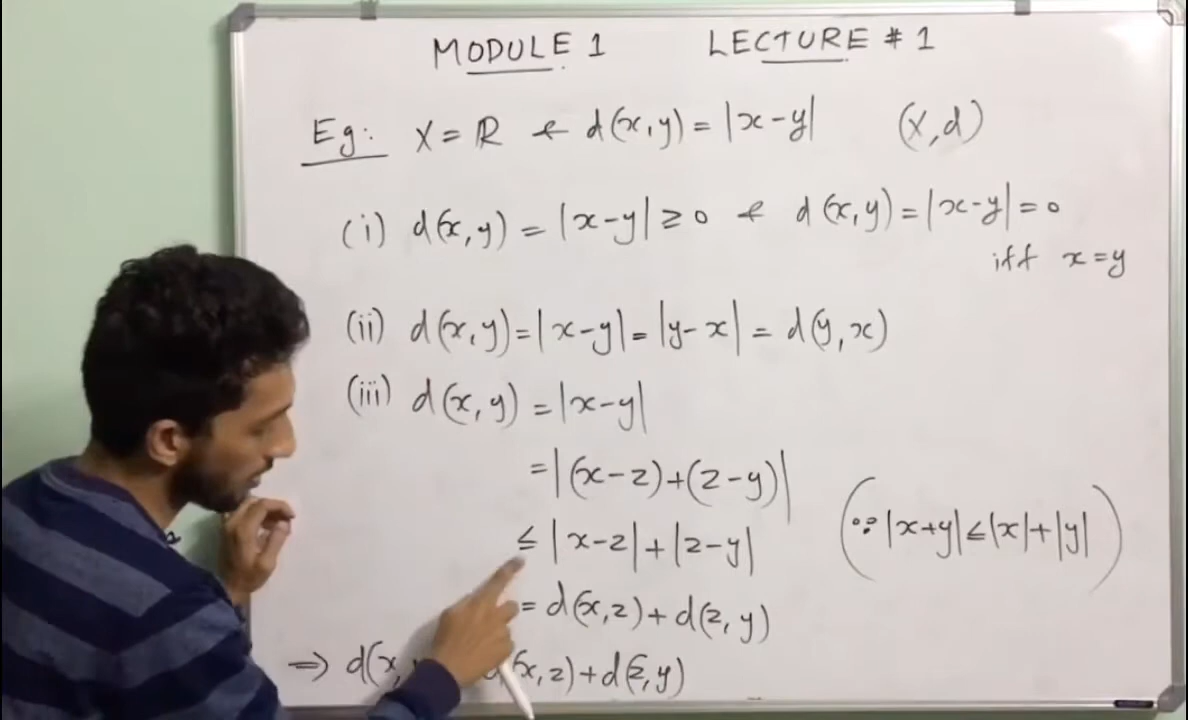 MODULE 1 LECTURE # 1
Eg: X = ℝ & d(x,y) = |x-y| (X,d)
(i) d(x,y) = |x-y| ≥ 0 & d(x,y) = |x-y| = 0
iff x = y
(ii) d(x,y) = |x-y| = |y-x| = d(y,x)
(iii) d(x,y) = |x-y|
= |(x-z)+(z-y)|
≤ |x-z|+|z-y| (∵ |x+y| ≤ |x|+|y|)
= d(x,z)+d(z,y)
⇒ d(x, (x,z)+d(z,y)